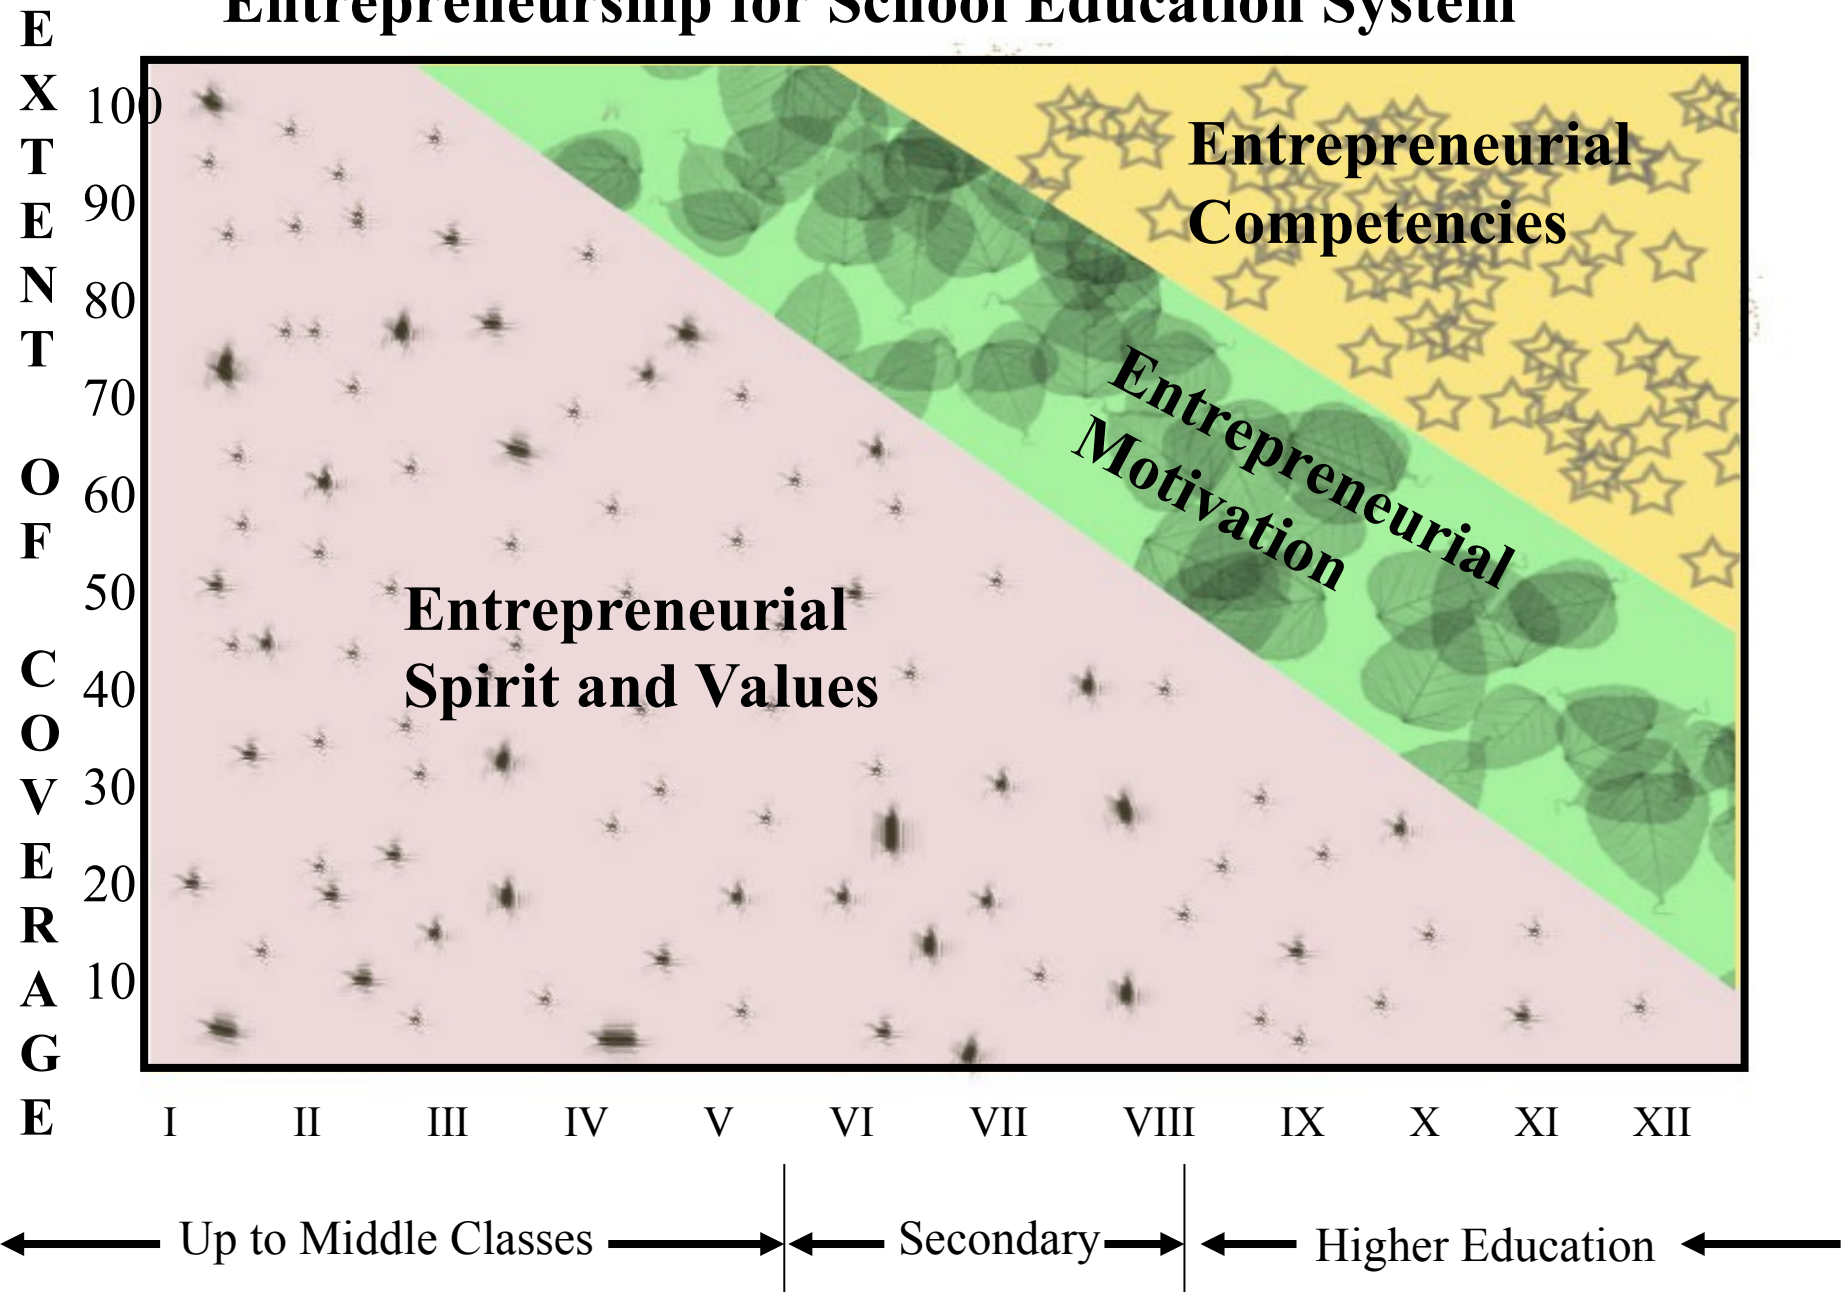 Entrepreneurship for School Education System
EXTENT OF COVERAGE
100
90
80
70
60
50
40
30
20
10
Entrepreneurial
Competencies
Entrepreneurial
Motivation
Entrepreneurial
Spirit and Values
I II III IV V VI VII VIII IX X XI XII
Up to Middle Classes Secondary Higher Education